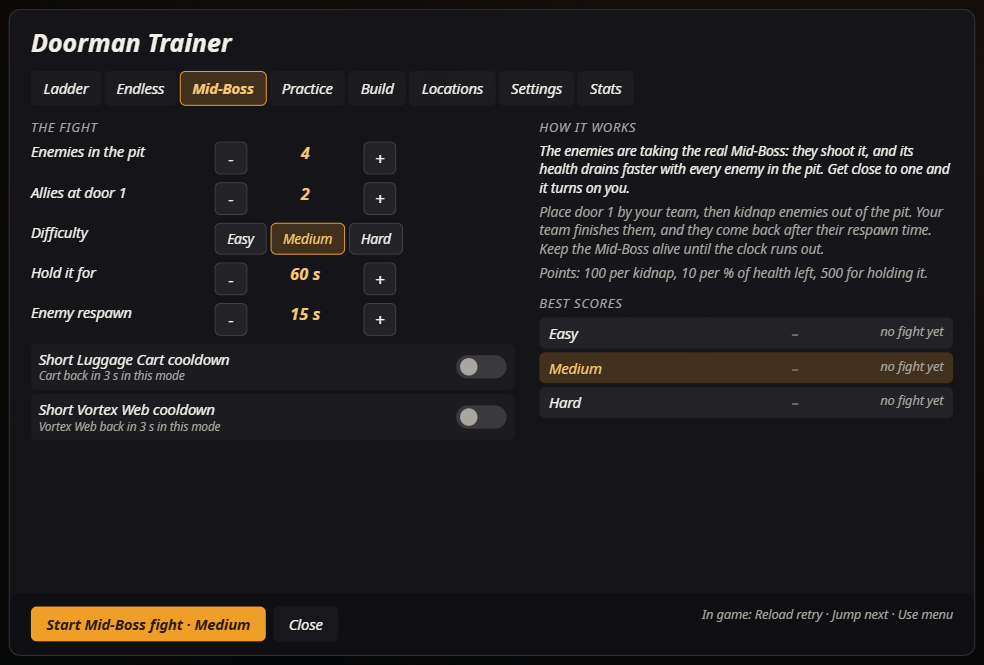 Doorman Trainer
Ladder Endless Mid-Boss Practice Build Locations Settings Stats
THE FIGHT
Enemies in the pit - 4 +
Allies at door 1 - 2 +
Difficulty Easy Medium Hard
Hold it for - 60 s +
Enemy respawn - 15 s +
Short Luggage Cart cooldown
Cart back in 3 s in this mode
Short Vortex Web cooldown
Vortex Web back in 3 s in this mode
HOW IT WORKS
The enemies are taking the real Mid-Boss: they shoot it, and its
health drains faster with every enemy in the pit. Get close to one and
it turns on you.
Place door 1 by your team, then kidnap enemies out of the pit. Your
team finishes them, and they come back after their respawn time.
Keep the Mid-Boss alive until the clock runs out.
Points: 100 per kidnap, 10 per % of health left, 500 for holding it.
BEST SCORES
Easy – no fight yet
Medium – no fight yet
Hard – no fight yet
Start Mid-Boss fight · Medium Close
In game: Reload retry · Jump next · Use menu